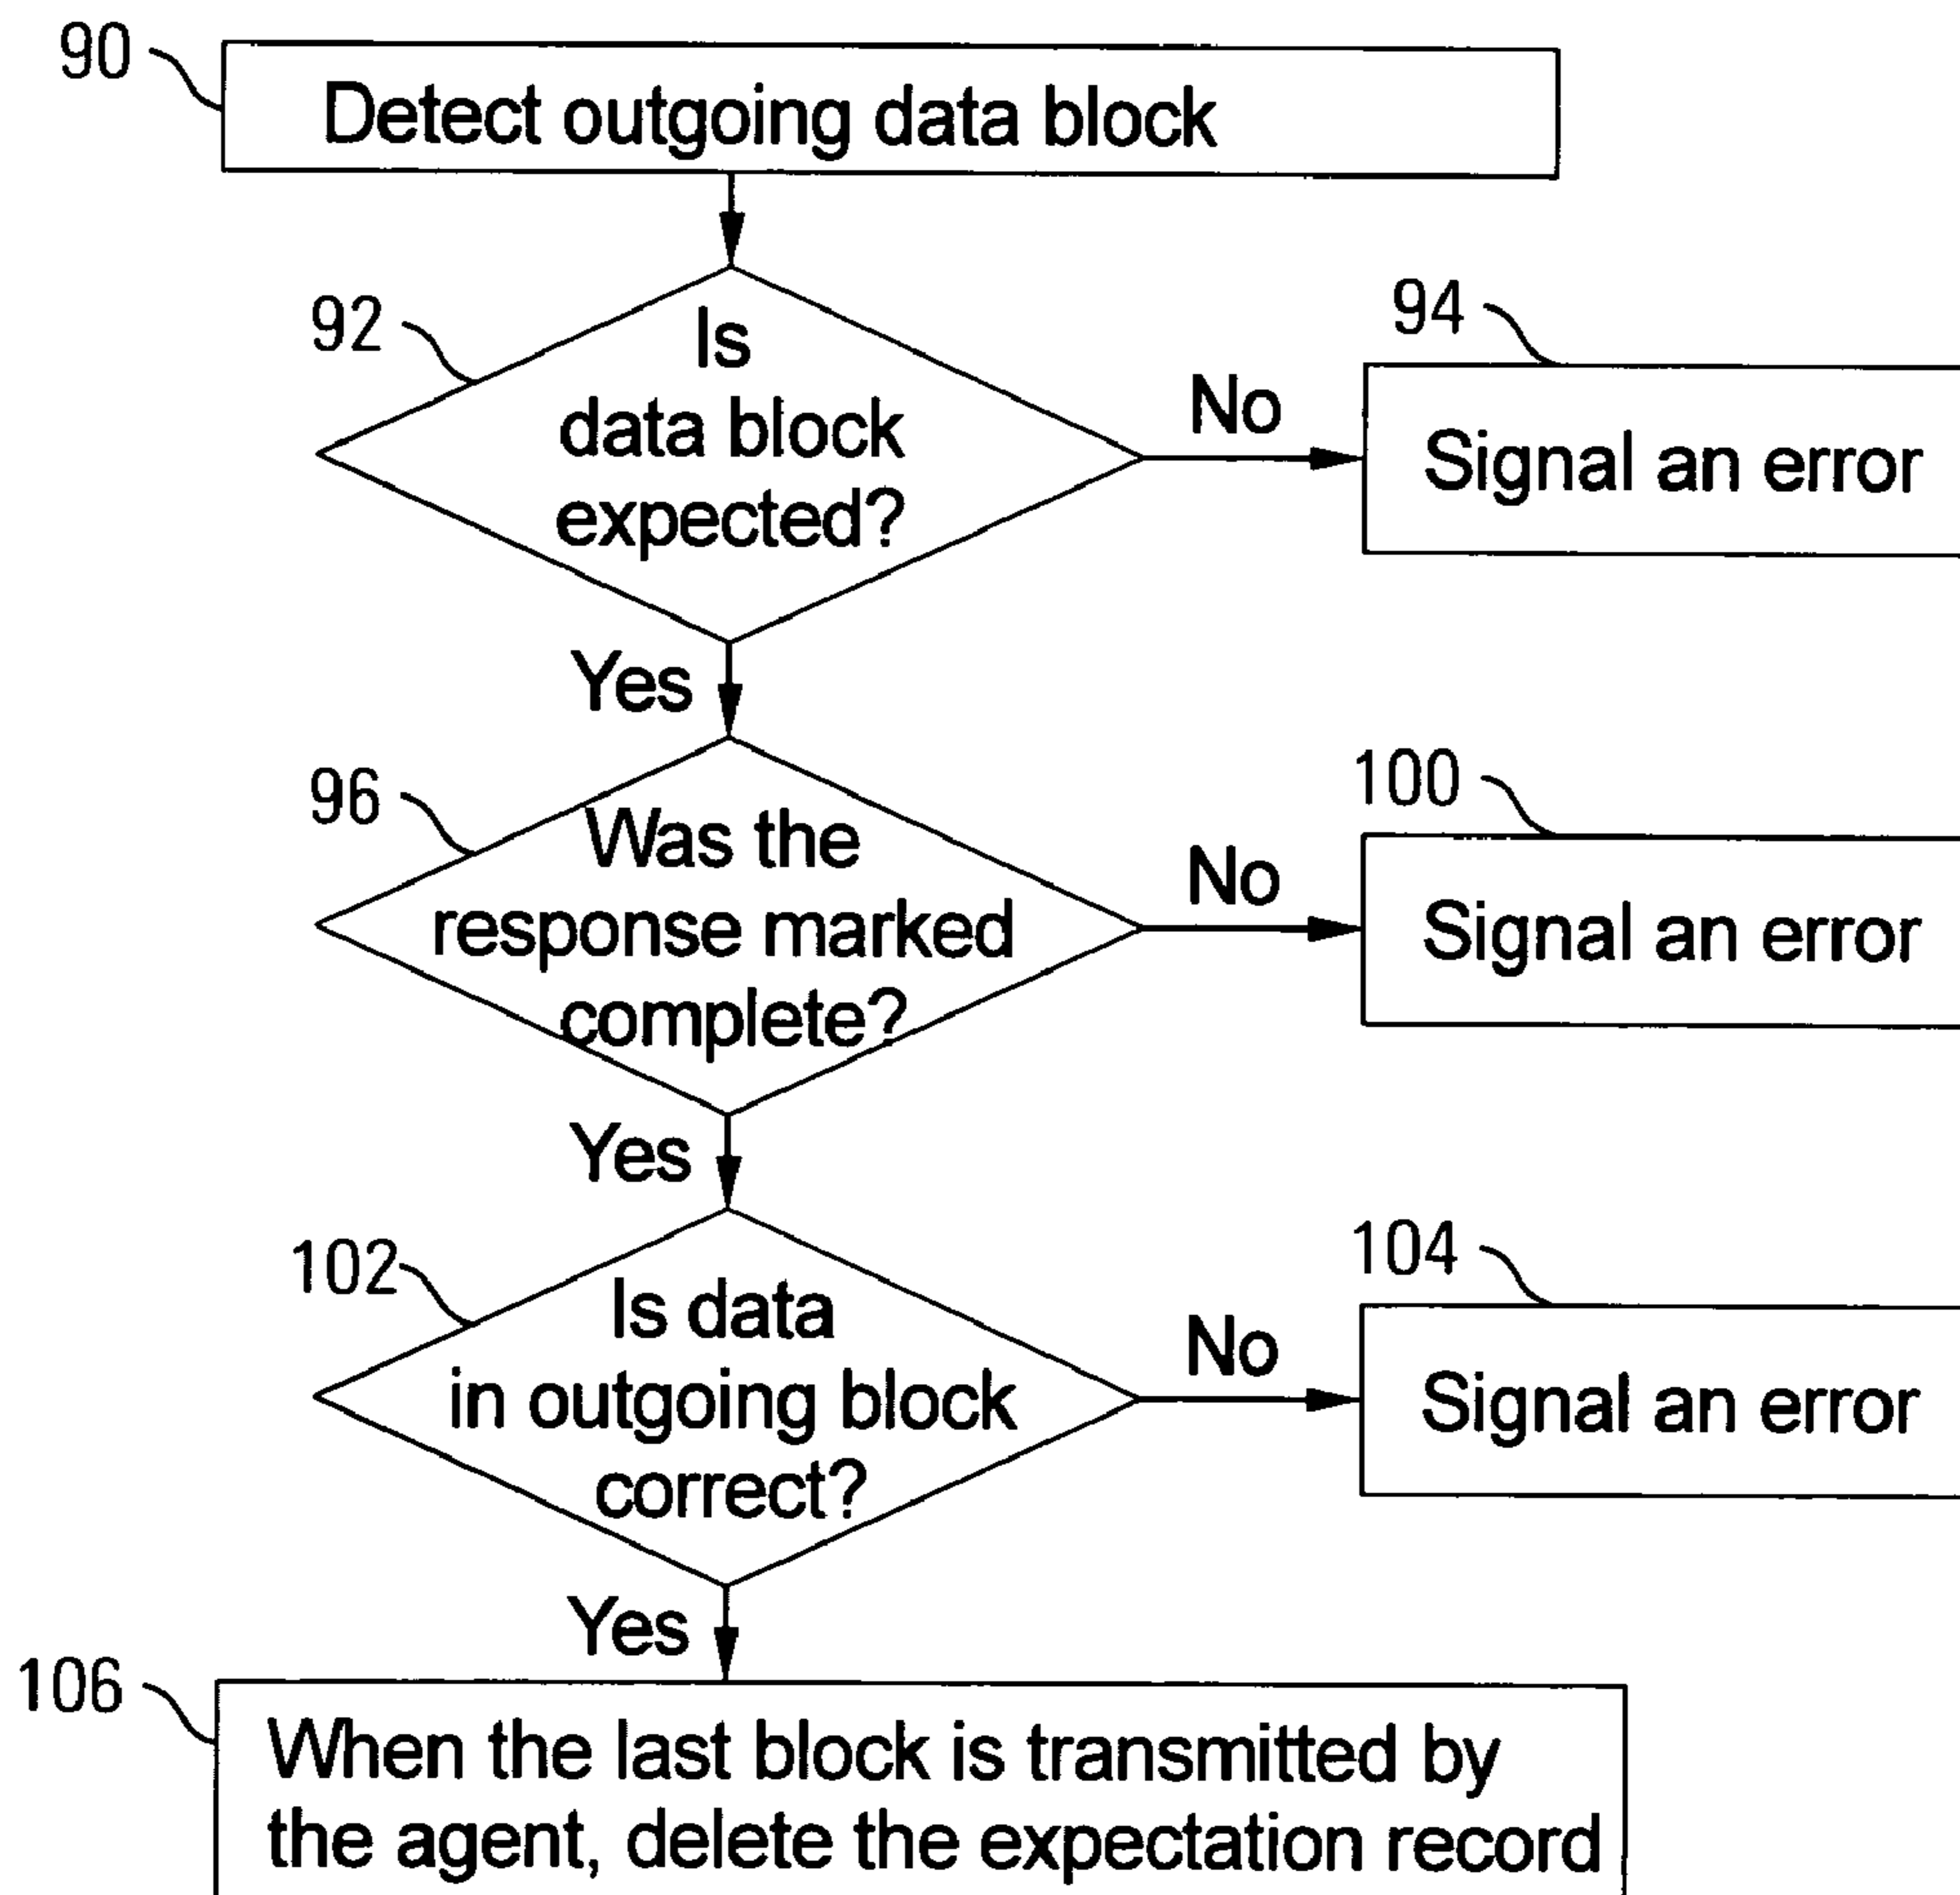 90
Detect outgoing data block
92
Is
data block
expected?
No
94
Signal an error
Yes
96
Was the
response marked
complete?
No
100
Signal an error
Yes
102
Is data
in outgoing block
correct?
No
104
Signal an error
Yes
106
When the last block is transmitted by
the agent, delete the expectation record